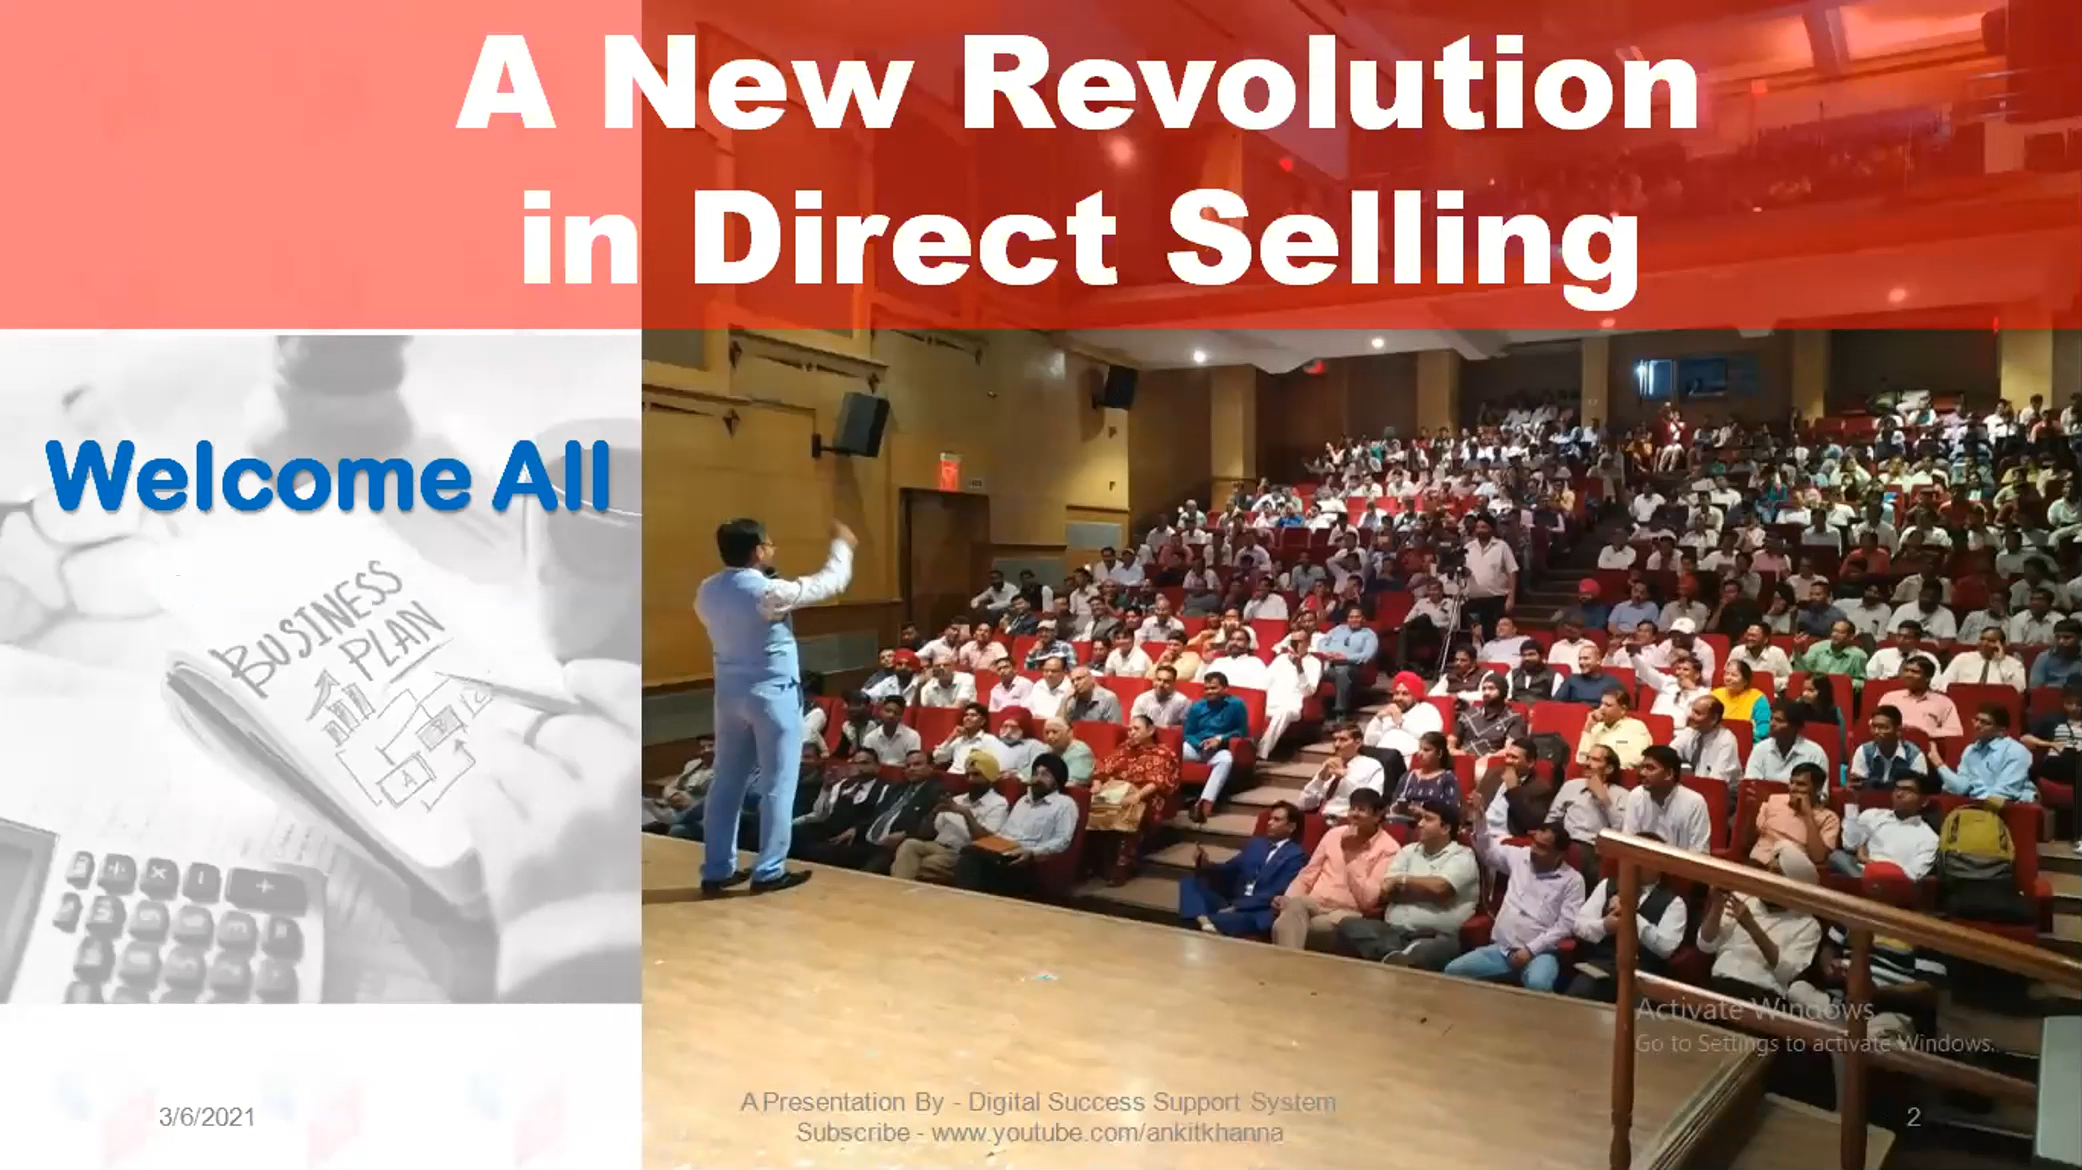 A New Revolution
in Direct Selling
Welcome All
BUSINESS
PLAN
Activate Windows
Go to Settings to activate Windows.
3/6/2021
A Presentation By - Digital Success Support System
Subscribe - www.youtube.com/ankitkhanna
2